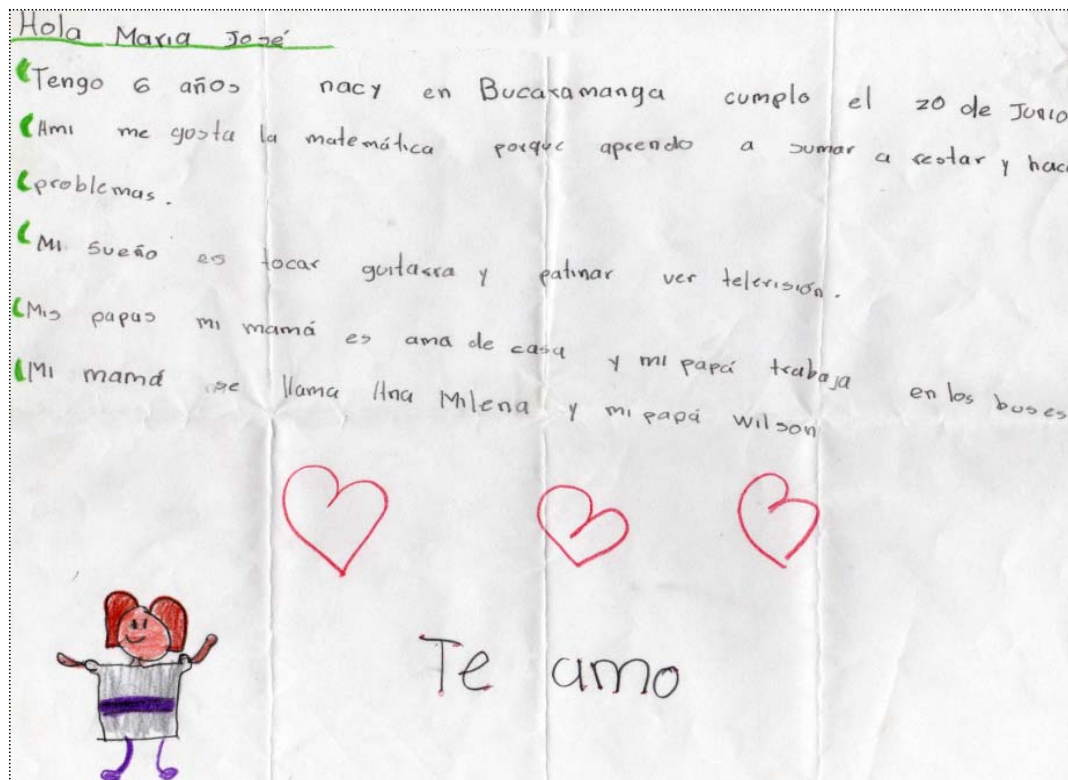 Hola Maria José
Tengo 6 años nacy en Bucaramanga cumplo el 20 de Junio
Ami me gosta la matemática porque aprendo a sumar a restar y hace
problemas.
Mi sueño es tocar guitarra y patinar ver televisión.
Mis papas mi mamá es ama de casa y mi papá trabaja en los buses
Mi mamá se llama Ana Milena y mi papá wilson
Te amo